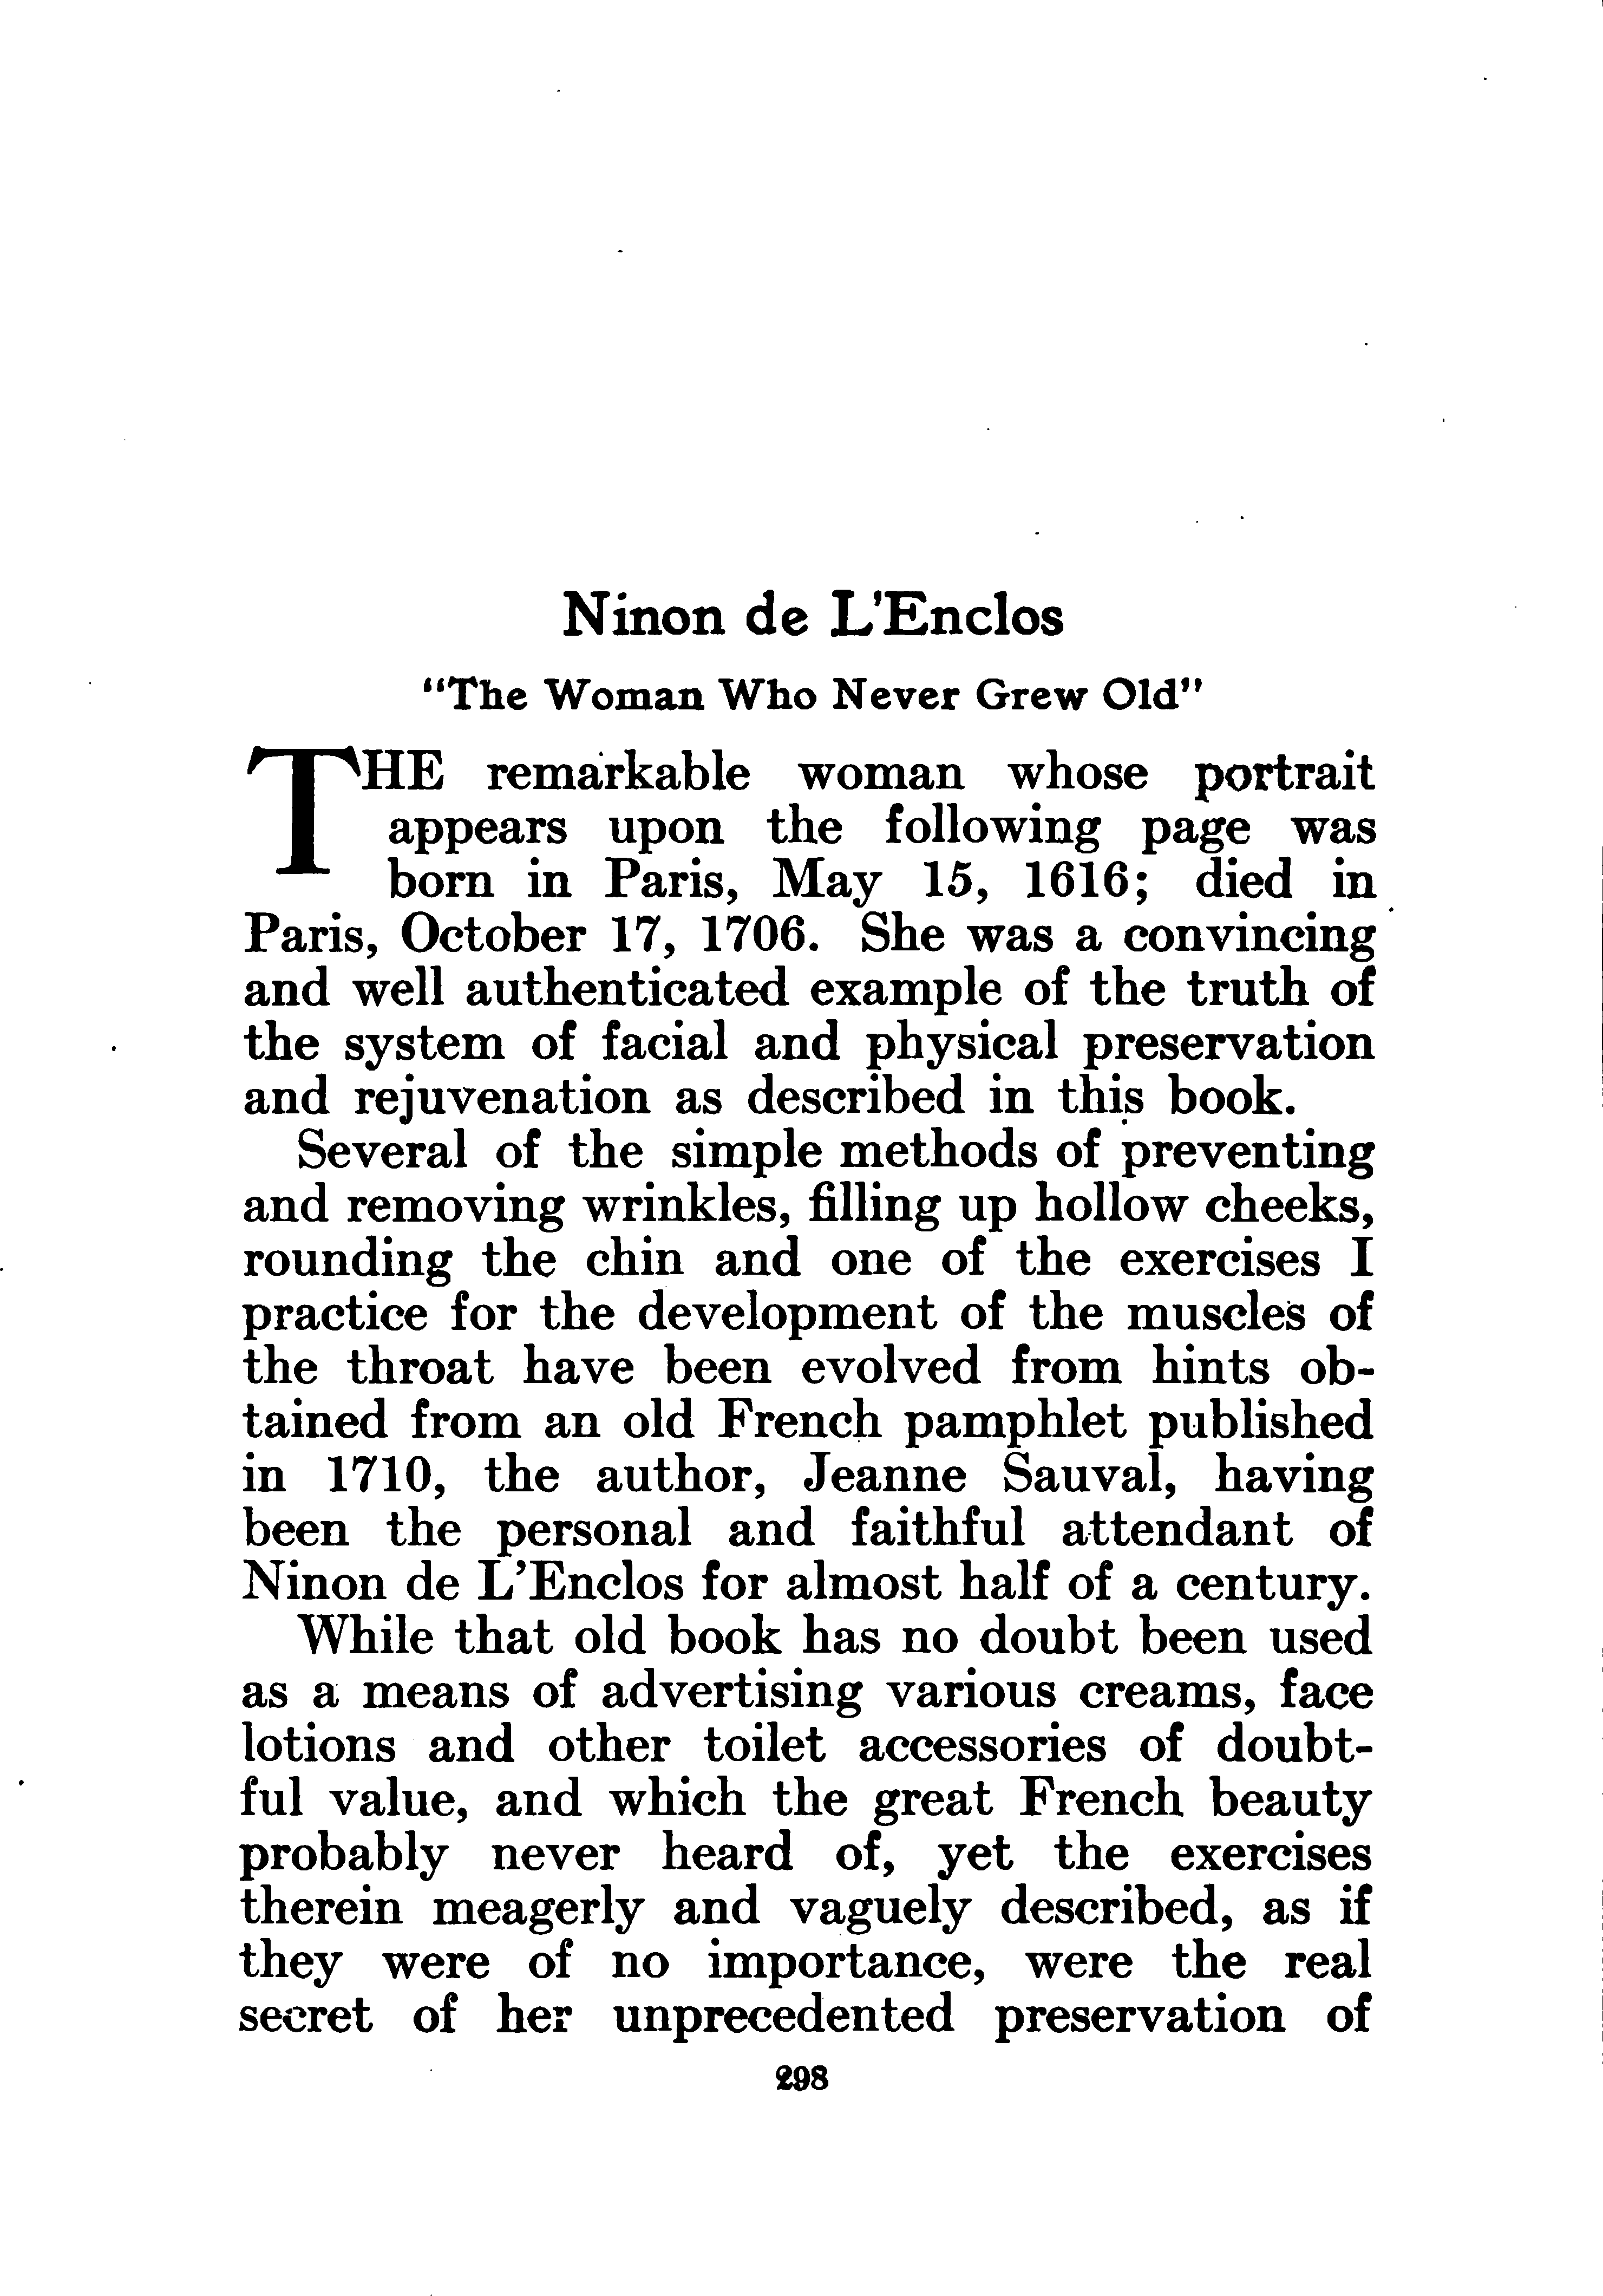 Ninon de L'Enclos
"The Woman Who Never Grew Old"
THE remarkable woman whose portrait
appears upon the following page was
born in Paris, May 15, 1616; died in
Paris, October 17, 1706. She was a convincing
and well authenticated example of the truth of
the system of facial and physical preservation
and rejuvenation as described in this book.
Several of the simple methods of preventing
and removing wrinkles, filling up hollow cheeks,
rounding the chin and one of the exercises I
practice for the development of the muscles of
the throat have been evolved from hints ob-
tained from an old French pamphlet published
in 1710, the author, Jeanne Sauval, having
been the personal and faithful attendant of
Ninon de L'Enclos for almost half of a century.
While that old book has no doubt been used
as a means of advertising various creams, face
lotions and other toilet accessories of doubt-
ful value, and which the great French beauty
probably never heard of, yet the exercises
therein meagerly and vaguely described, as if
they were of no importance, were the real
secret of her unprecedented preservation of
298